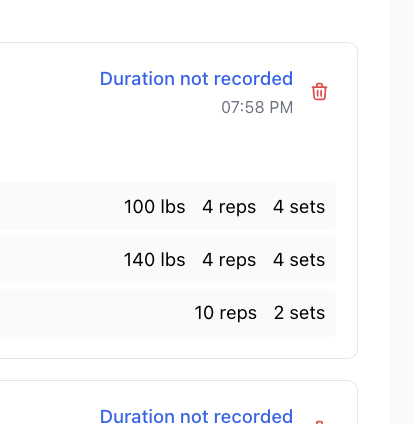 Duration not recorded
07:58 PM
100 lbs 4 reps 4 sets
140 lbs 4 reps 4 sets
10 reps 2 sets
Duration not recorded